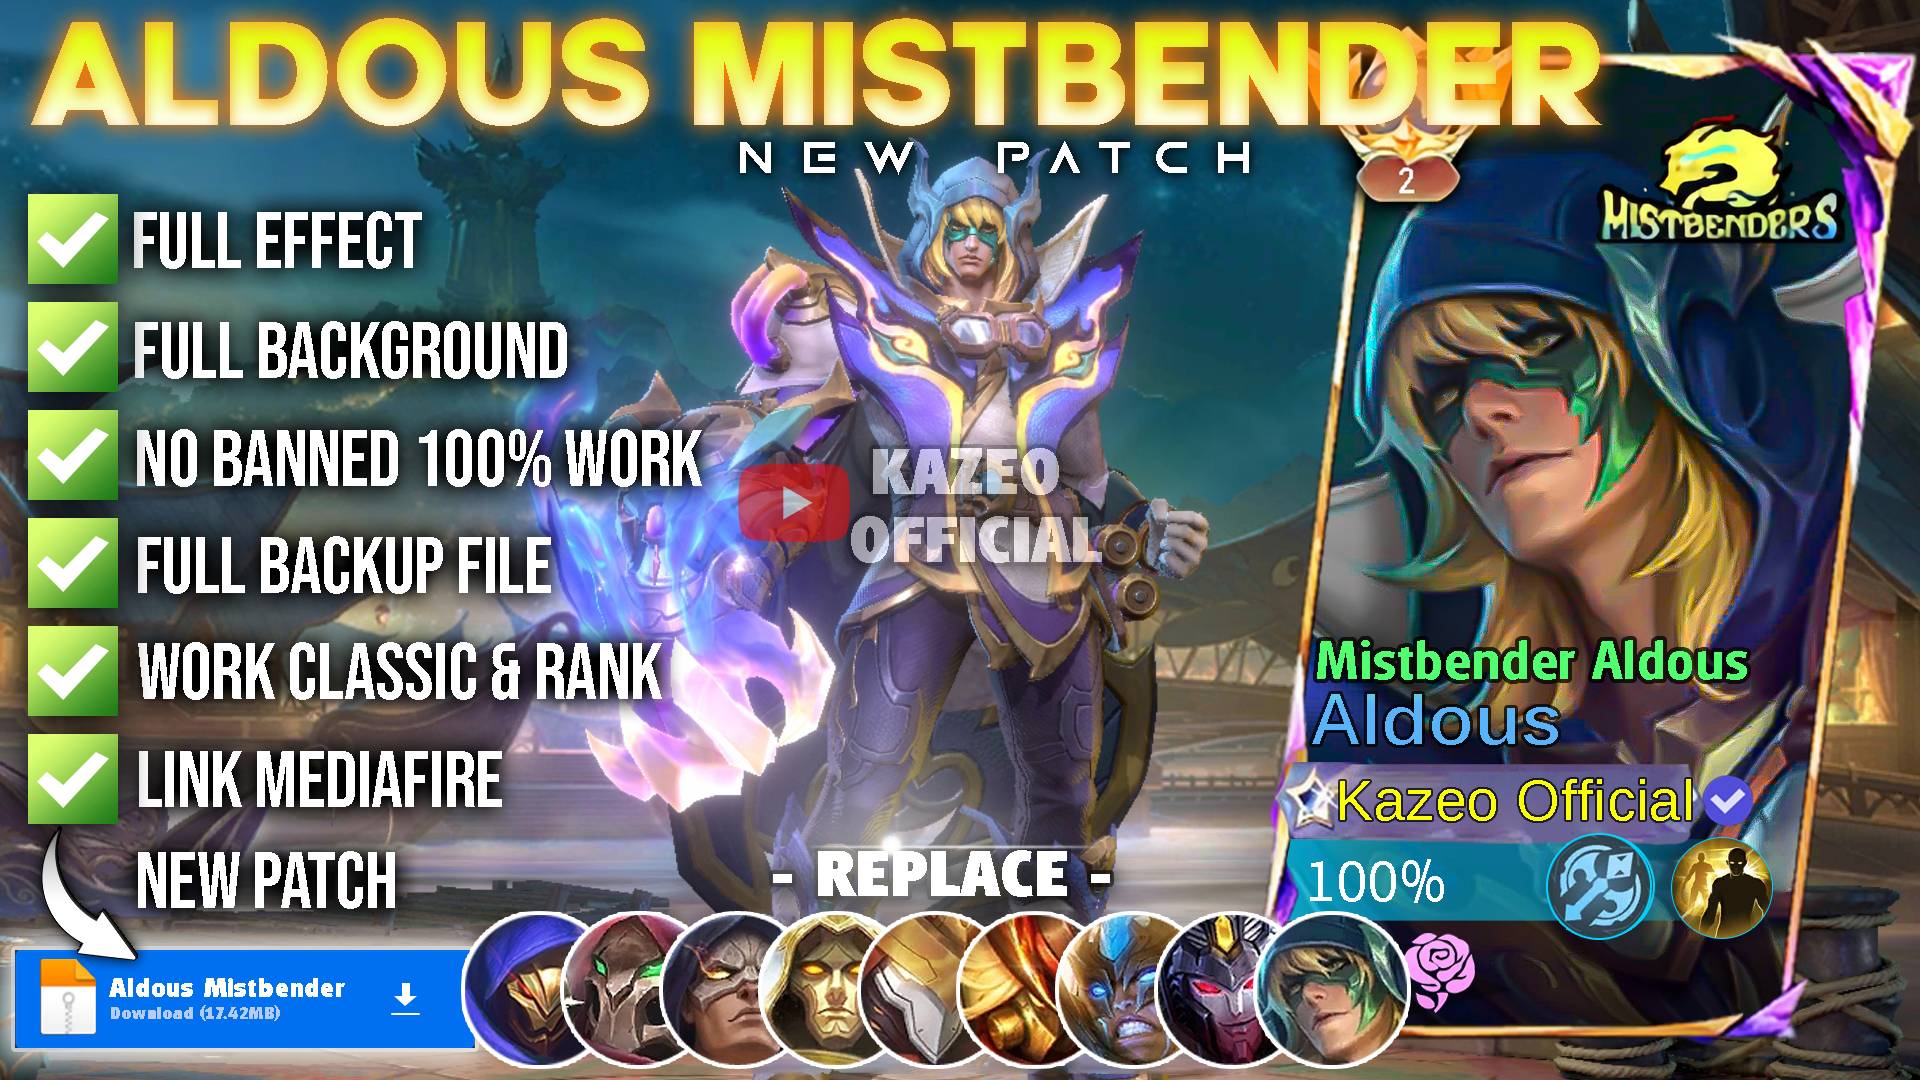 ALDOUS MISTBENDER
NEW PATCH
2
MISTBENDERS
FULL EFFECT
FULL BACKGROUND
NO BANNED 100% WORK
FULL BACKUP FILE
WORK CLASSIC & RANK
LINK MEDIAFIRE
NEW PATCH
Aldous Mistbender
Download (17.42MB)
KAZEO
OFFICIAL
- REPLACE -
Mistbender Aldous
Aldous
Kazeo Official
100%